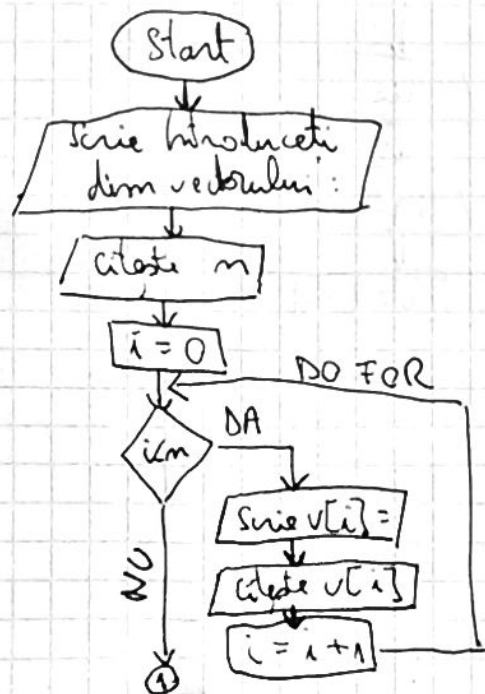 Start
Scrie Introduceti
dim vectorului :
citeste n
i = 0
DO FOR
i<n
DA
Scrie v[i] =
Citeste v[i]
i = i + 1
NU
1